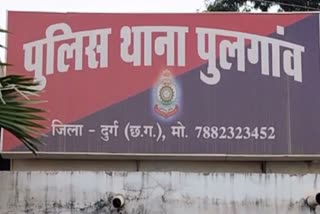 पुलिस थाना पुलगांव
जिला - दुर्ग (छ.ग.), मो. 7882323452